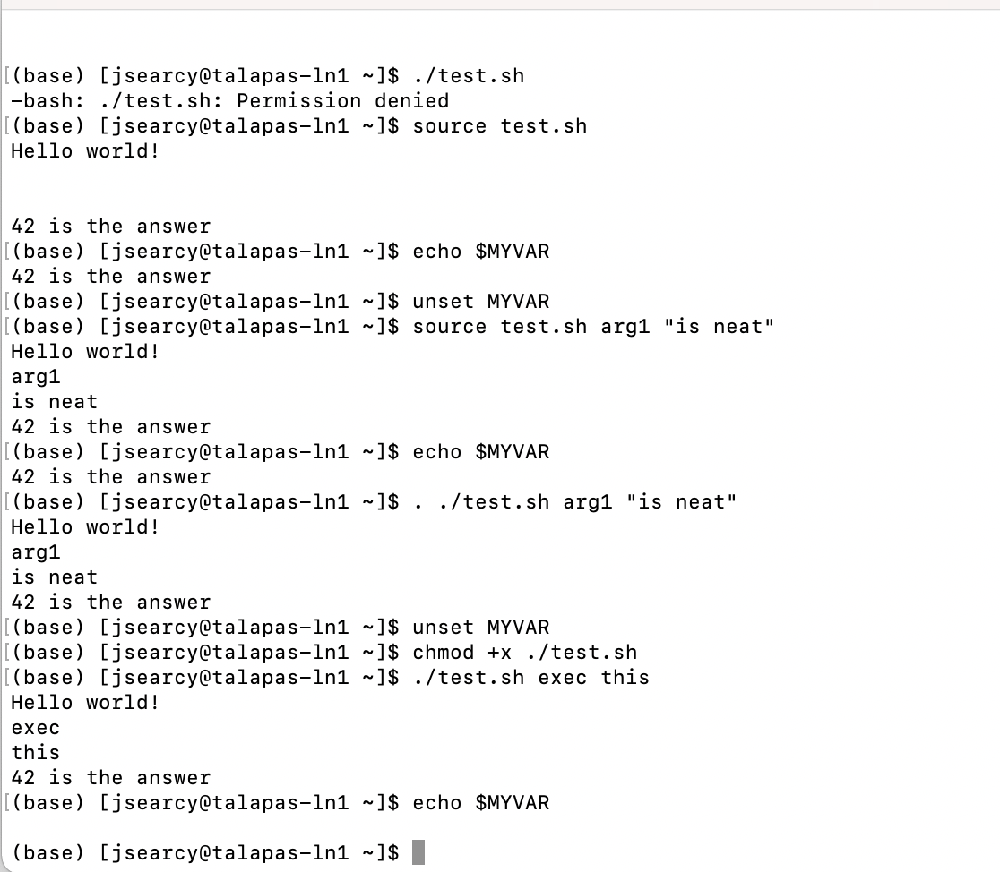 [(base) [jsearcy@talapas-ln1 ~]$ ./test.sh
-bash: ./test.sh: Permission denied
[(base) [jsearcy@talapas-ln1 ~]$ source test.sh
Hello world!
42 is the answer
[(base) [jsearcy@talapas-ln1 ~]$ echo $MYVAR
42 is the answer
[(base) [jsearcy@talapas-ln1 ~]$ unset MYVAR
[(base) [jsearcy@talapas-ln1 ~]$ source test.sh arg1 "is neat"
Hello world!
arg1
is neat
42 is the answer
[(base) [jsearcy@talapas-ln1 ~]$ echo $MYVAR
42 is the answer
[(base) [jsearcy@talapas-ln1 ~]$ . ./test.sh arg1 "is neat"
Hello world!
arg1
is neat
42 is the answer
[(base) [jsearcy@talapas-ln1 ~]$ unset MYVAR
[(base) [jsearcy@talapas-ln1 ~]$ chmod +x ./test.sh
[(base) [jsearcy@talapas-ln1 ~]$ ./test.sh exec this
Hello world!
exec
this
42 is the answer
[(base) [jsearcy@talapas-ln1 ~]$ echo $MYVAR
(base) [jsearcy@talapas-ln1 ~]$